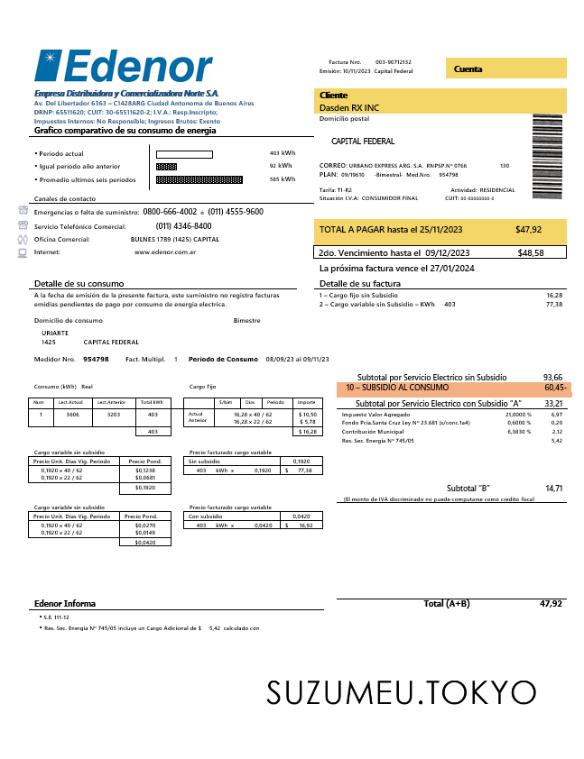 Edenor
Empresa Distribuidora y Comercializadora Norte S.A.
Av. Del Libertador 6363 – C1428ARG Ciudad Antonoma de Buenos Aires
DRNP: 65511620; CUIT: 30-65511620-2; I.V.A.: Resp.Inscripto;
Impuestos Internos: No Responsible; Ingresos Brutos: Exento
Factura Nro. 003-90712132
Emisión: 10/11/2023 Capital Federal
Cuenta
Cliente
Dasden RX INC
Domicilio postal
CAPITAL FEDERAL
CORREO: URBANO EXPRESS ARG. S.A. RNPSP.Nº 0766 130
PLAN: 09/19610 -Bimestral- Med.Nro. 954798
Tarifa: T1-R2 Actividad: RESIDENCIAL
Situación I.V.A: CONSUMIDOR FINAL CUIT:
Grafico comparativo de su consumo de energia
• Periodo actual 403 kWh
• Igual periodo año anterior 92 kWh
• Promedio ultimos seis periodos 585 kWh
Canales de contacto
Emergencias o falta de suministro: 0800-666-4002 o (011) 4555-9600
Servicio Telefónico Comercial: (011) 4346-8400
Oficina Comercial: BULNES 1789 (1425) CAPITAL
Internet: www.edenor.com.ar
TOTAL A PAGAR hasta el 25/11/2023 $47,92
2do. Vencimiento hasta el 09/12/2023 $48,58
La próxima factura vence el 27/01/2024
Detalle de su consumo
A la fecha de emisión de la presente factura, este suministro no registra facturas
emidias pendientes de pago por consumo de energia electrica.
Domicilio de consumo Bimestre
URIARTE
1425 CAPITAL FEDERAL
Medidor Nro. 954798 Fact. Multipl. 1 Periodo de Consumo 08/09/23 al 09/11/23
Detalle de su factura
1 – Cargo fijo sin Subsidio 16,28
2 – Cargo variable sin Subsidio – KWh 403 77,38
Subtotal por Servicio Electrico sin Subsidio 93,66
10 – SUBSIDIO AL CONSUMO 60,45-
Subtotal por Servicio Electrico con Subsidio "A" 33,21
Impuesto Valor Agregado 21,0000 % 6,97
Fondo Pcia.Santa Cruz Ley Nº 23.681 (s/conc.1a4) 0,6000 % 0,20
Contribución Municipal 6,3830 % 2,12
Res. Sec. Energia Nº 745/05 5,42
Subtotal "B" 14,71
(El monto de IVA discriminado no puede computarse como credito fiscal
Consumo (kWh) Real
Num Lect.Actual Lect.Anterior Total kWh
1 3606 3203 403
403
Cargo Fijo
S/bim Dias Periodo Importe
Actual 16,28 x 40 / 62 $ 10,50
Anterior 16,28 x 22 / 62 $ 5,78
$ 16,28
Cargo variable sin subsidio
Precio Unit. Dias Vig. Periodo Precio Pond.
0,1920 x 40 / 62 $0,1238
0,1920 x 22 / 62 $0,0681
$0,1920
Precio facturado cargo variable
Sin subsidio 0,1920
403 kWh x 0,1920 $ 77,38
Cargo variable sin subsidio
Precio Unit. Dias Vig. Periodo Precio Pond.
0,1920 x 40 / 62 $0,0270
0,1920 x 22 / 62 $0,0149
$0,0420
Precio facturado cargo variable
Con subsidio 0,0420
403 kWh x 0,0420 $ 16,92
Edenor Informa
• S.E. 111-12
• Res. Sec. Energia Nº 745/05 incluye un Cargo Adicional de $ 5,42 calculado con
Total (A+B) 47,92
SUZUMEU.TOKYO